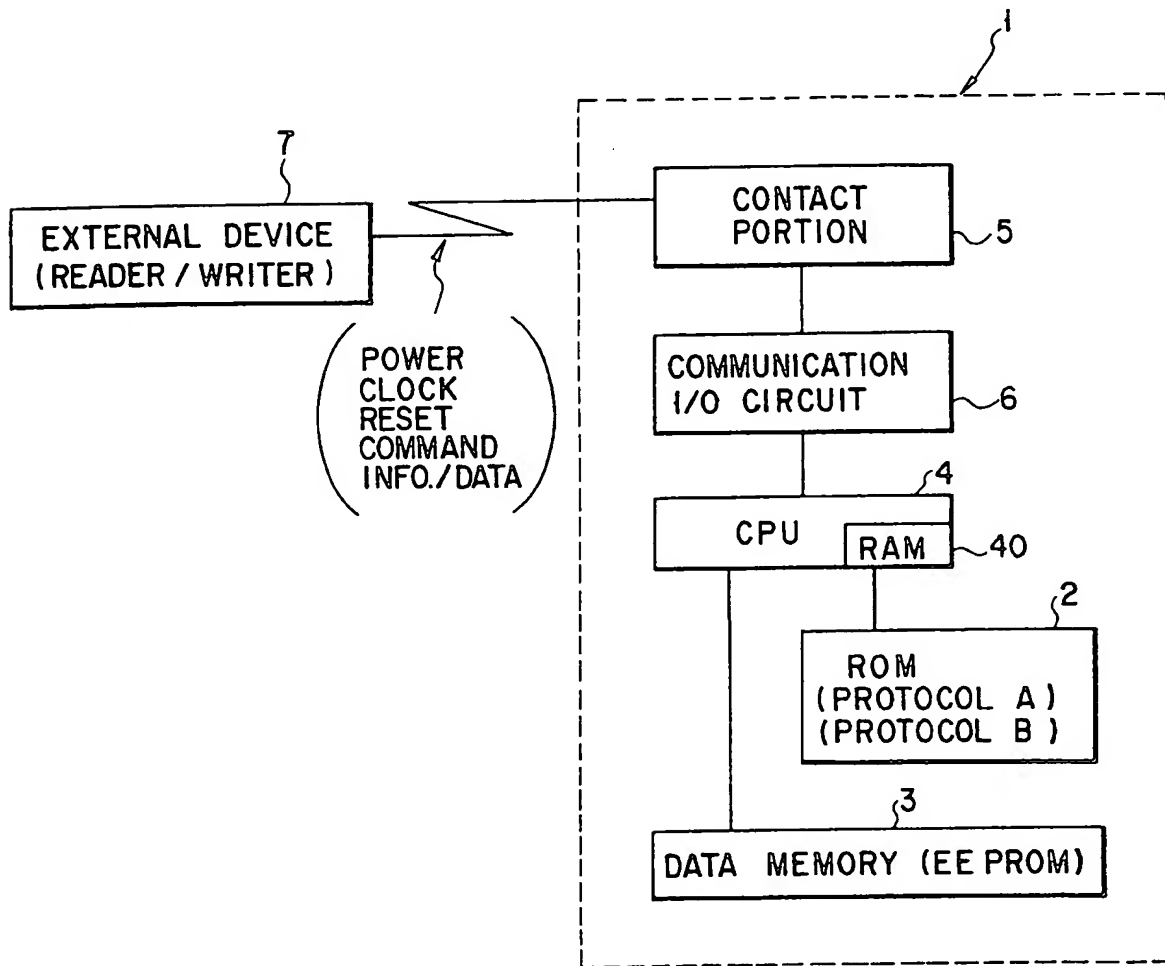 1
7
EXTERNAL DEVICE
(READER / WRITER)
POWER
CLOCK
RESET
COMMAND
INFO./DATA
CONTACT
PORTION
5
COMMUNICATION
I/O CIRCUIT
6
4
CPU
RAM
40
2
ROM
(PROTOCOL A)
(PROTOCOL B)
3
DATA MEMORY (EE PROM)